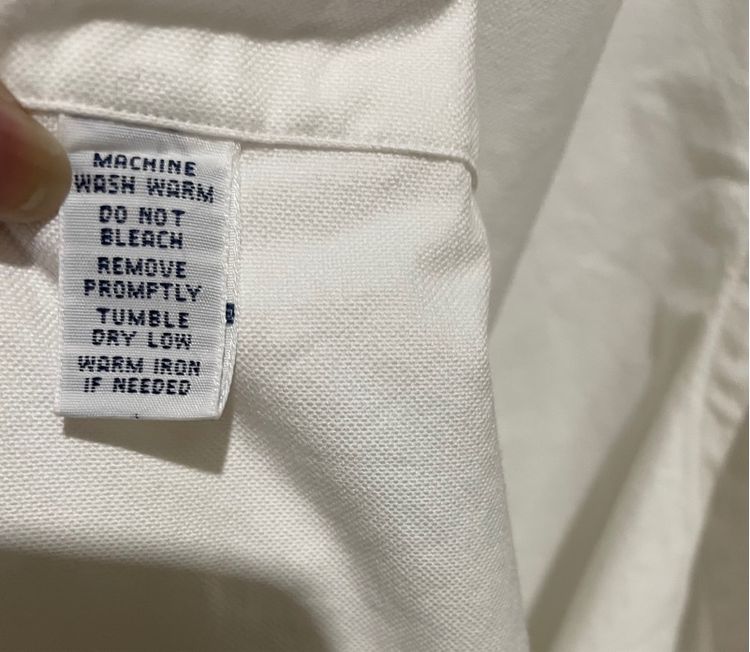 MACHINE
WASH WARM
DO NOT
BLEACH
REMOVE
PROMPTLY
TUMBLE
DRY LOW
WARM IRON
IF NEEDED